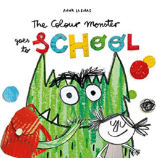 ANNA LLENAS
The Colour Monster
goes to SCHOOL